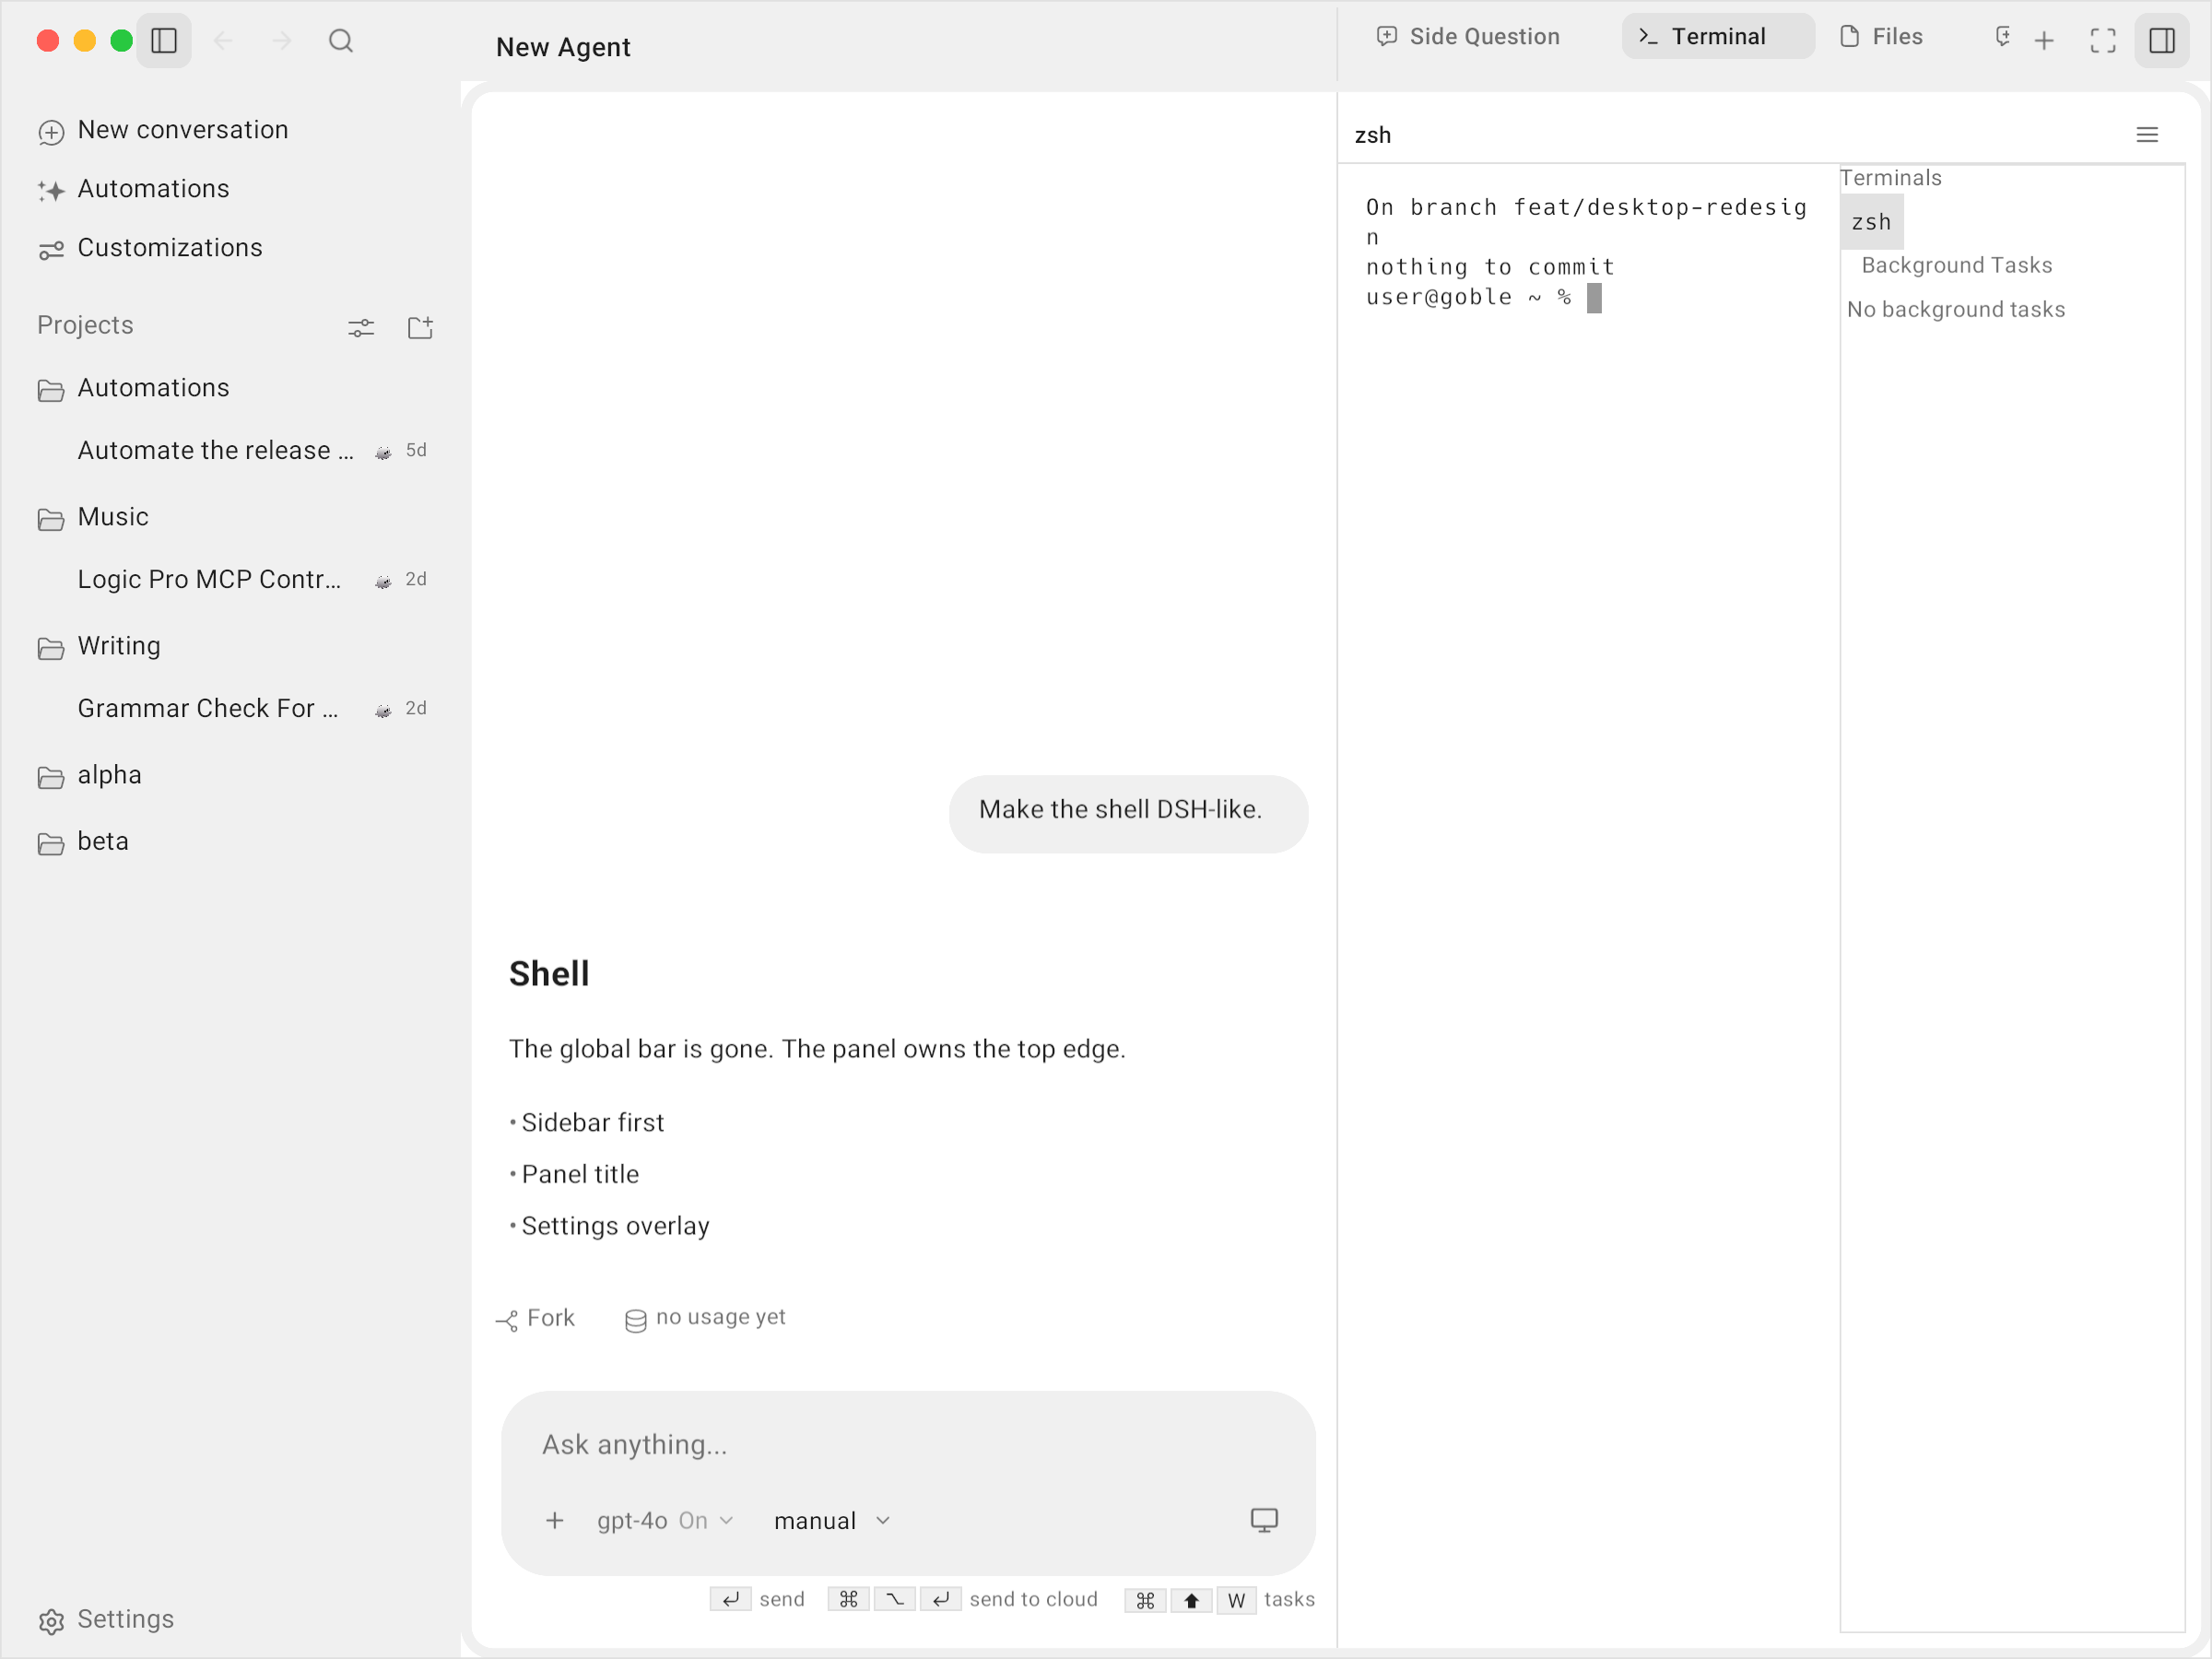 New Agent
Side Question
Terminal
Files
New conversation
Automations
Customizations
Projects
Automations
Automate the release ... 5d
Music
Logic Pro MCP Contr... 2d
Writing
Grammar Check For ... 2d
alpha
beta
Settings
Make the shell DSH-like.
Shell
The global bar is gone. The panel owns the top edge.
• Sidebar first
• Panel title
• Settings overlay
Fork
no usage yet
Ask anything...
gpt-4o On
manual
send
send to cloud
W tasks
zsh
On branch feat/desktop-redesig
n
nothing to commit
user@goble ~ %
Terminals
zsh
Background Tasks
No background tasks